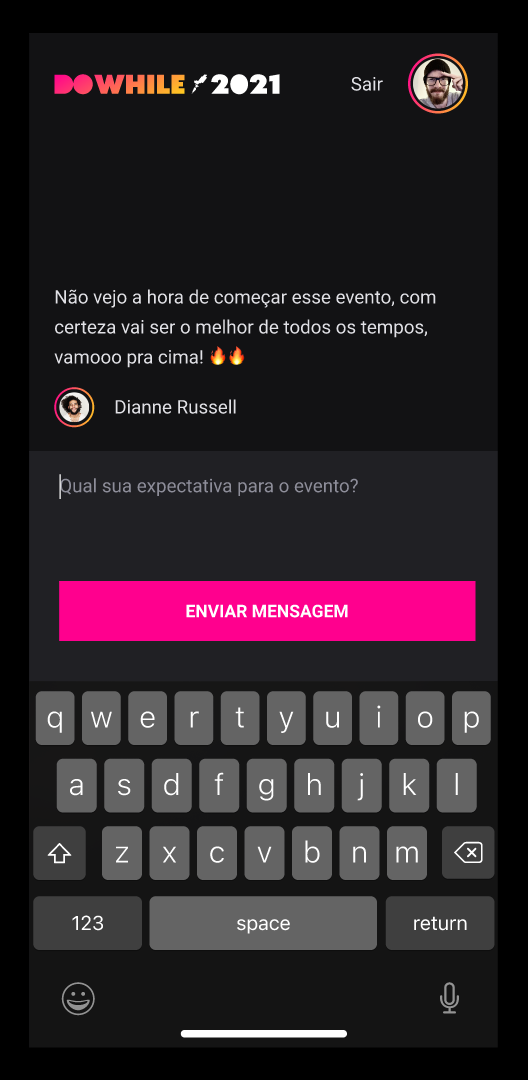 DOWHILE 2021
Sair
Não vejo a hora de começar esse evento, com
certeza vai ser o melhor de todos os tempos,
vamooo pra cima! 🔥🔥
Dianne Russell
Qual sua expectativa para o evento?
ENVIAR MENSAGEM
q w e r t y u i o p
a s d f g h j k l
z x c v b n m
123 space return